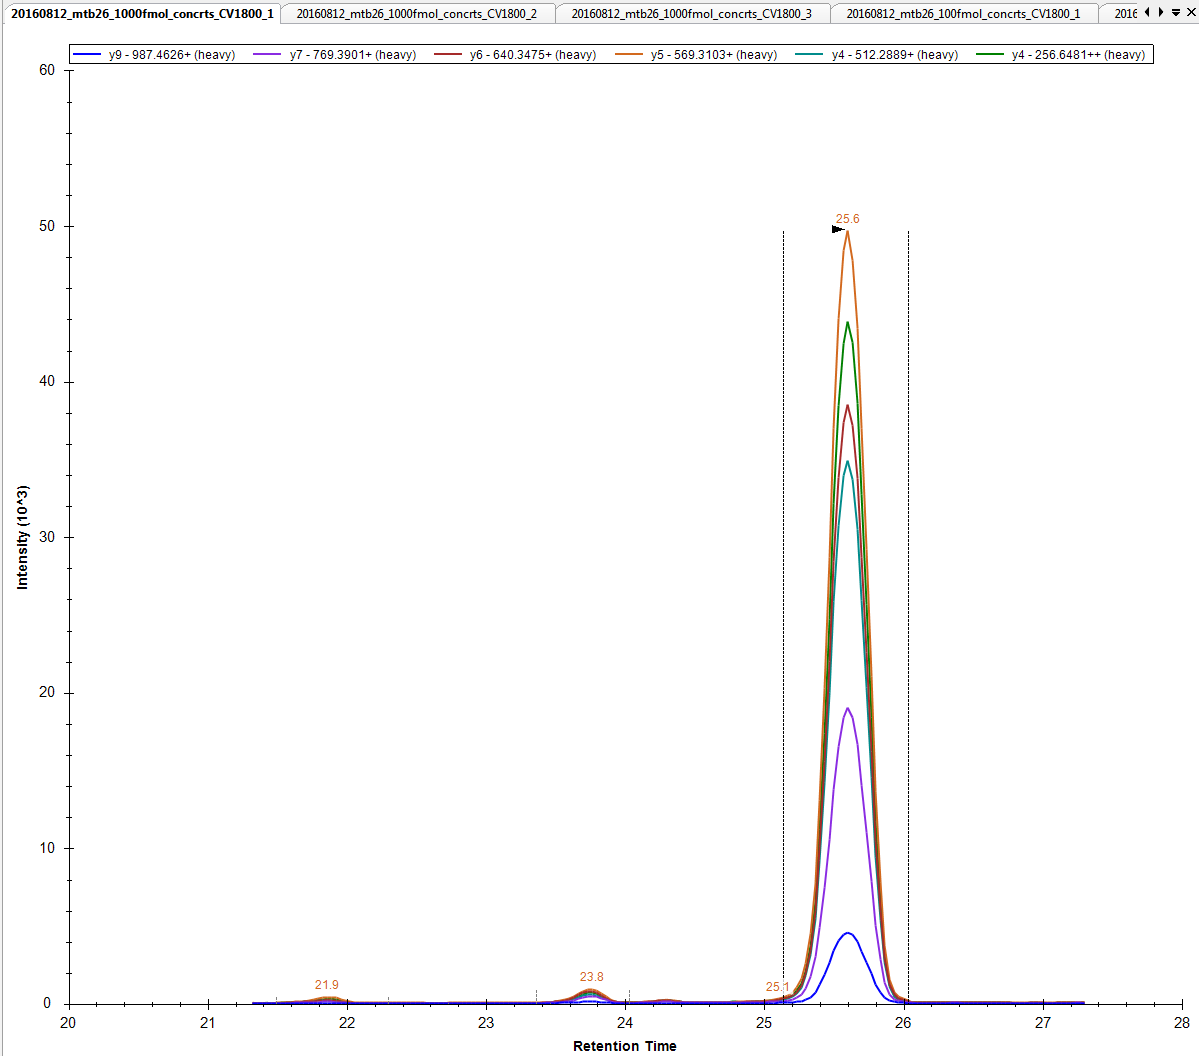 20160812_mtb26_1000fmol_concrts_CV1800_1 20160812_mtb26_1000fmol_concrts_CV1800_2 20160812_mtb26_1000fmol_concrts_CV1800_3 20160812_mtb26_100fmol_concrts_CV1800_1 2016
y9 - 987.4626+ (heavy) y7 - 769.3901+ (heavy) y6 - 640.3475+ (heavy) y5 - 569.3103+ (heavy) y4 - 512.2889+ (heavy) y4 - 256.6481++ (heavy)
60
50
40
30
20
10
0
Intensity (10^3)
25.6
21.9
23.8
25.1
20 21 22 23 24 25 26 27 28
Retention Time